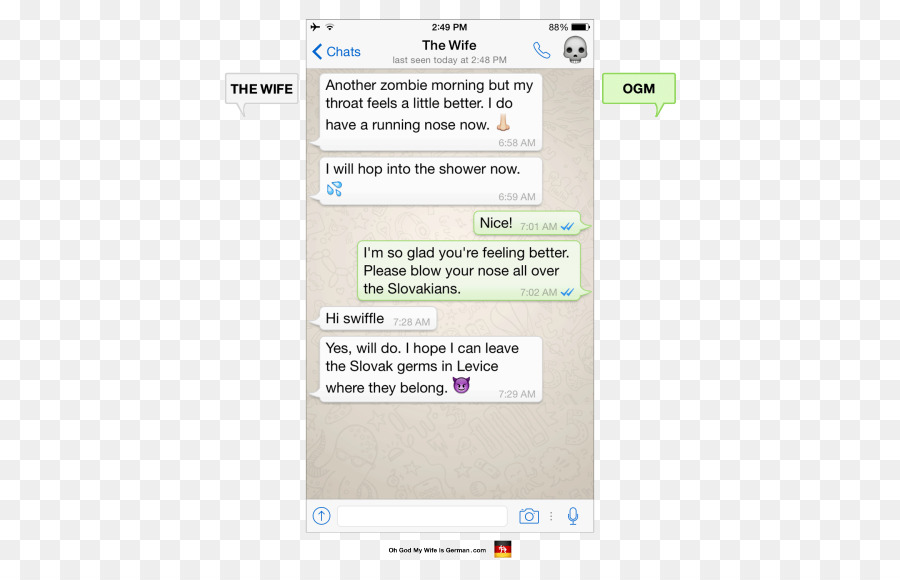 2:49 PM
88%
Chats
The Wife
last seen today at 2:48 PM
THE WIFE
OGM
Another zombie morning but my
throat feels a little better. I do
have a running nose now. 👃
6:58 AM
I will hop into the shower now.
💦
6:59 AM
Nice! 7:01 AM
I'm so glad you're feeling better.
Please blow your nose all over
the Slovakians. 7:02 AM
Hi swiffle 7:28 AM
Yes, will do. I hope I can leave
the Slovak germs in Levice
where they belong. 😈
7:29 AM
Oh God My Wife Is German.com